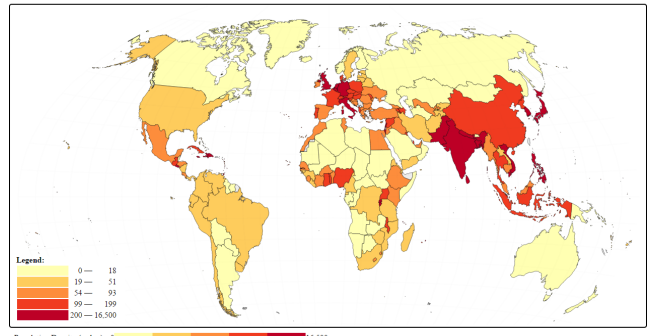 Legend:
0 — 18
19 — 51
54 — 93
99 — 199
200 — 16,500